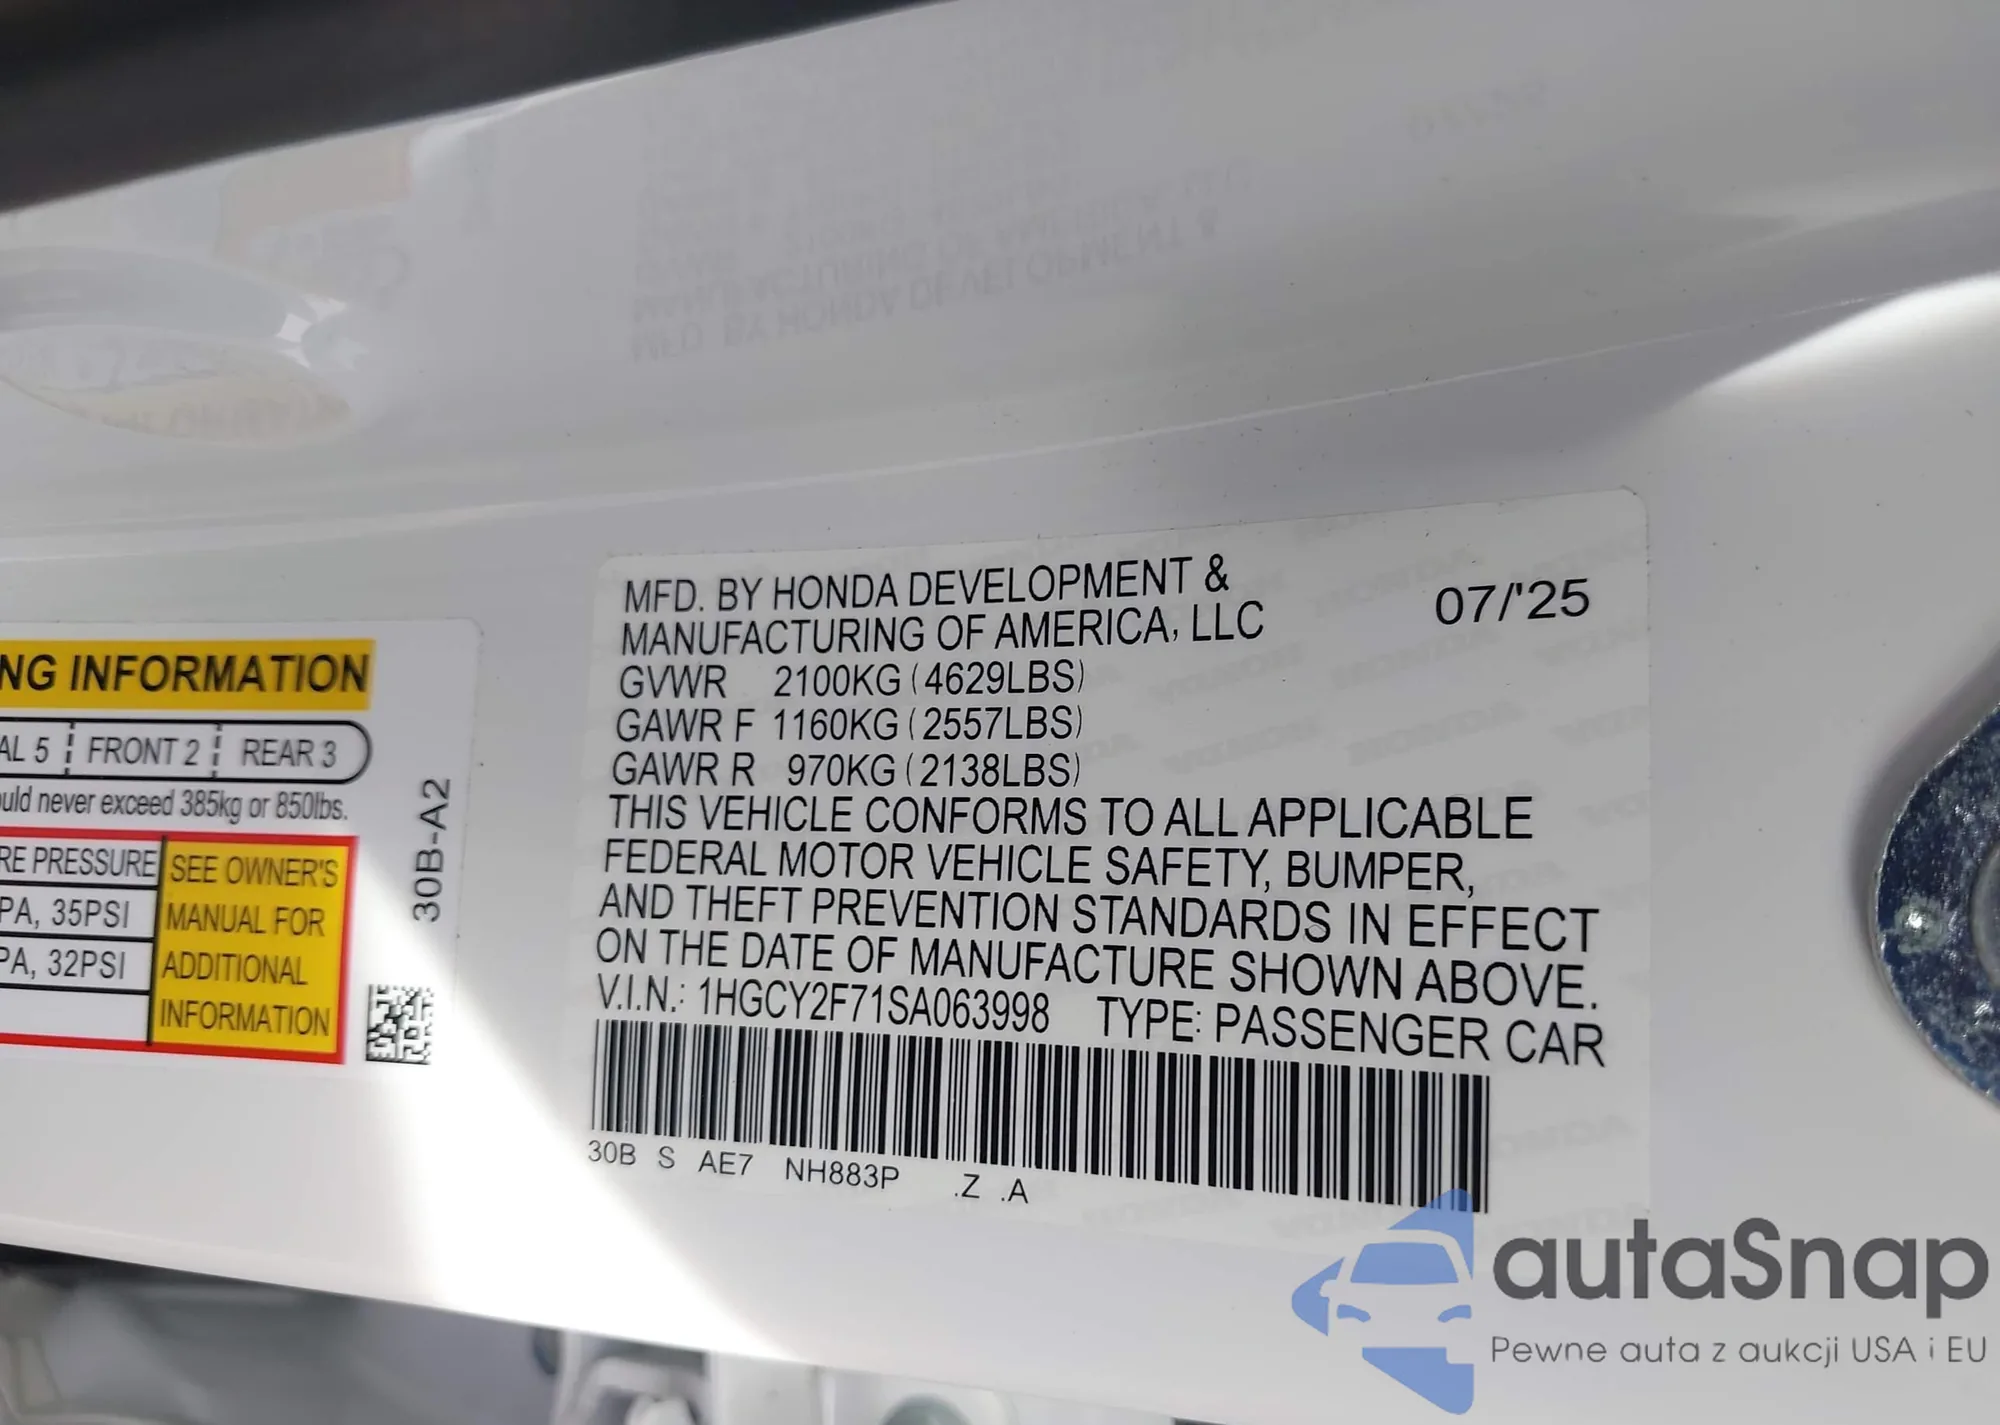 MFD. BY HONDA DEVELOPMENT &
MANUFACTURING OF AMERICA, LLC
07/'25
GVWR 2100KG (4629LBS)
GAWR F 1160KG (2557LBS)
GAWR R 970KG (2138LBS)
THIS VEHICLE CONFORMS TO ALL APPLICABLE
FEDERAL MOTOR VEHICLE SAFETY, BUMPER,
AND THEFT PREVENTION STANDARDS IN EFFECT
ON THE DATE OF MANUFACTURE SHOWN ABOVE.
V.I.N.: 1HGCY2F71SA063998 TYPE: PASSENGER CAR
30B S AE7 NH883P .Z .A
NG INFORMATION
AL 5 FRONT 2 REAR 3
uld never exceed 385kg or 850lbs.
RE PRESSURE
PA, 35PSI
PA, 32PSI
SEE OWNER'S
MANUAL FOR
ADDITIONAL
INFORMATION
30B-A2
autaSnap
Pewne auta z aukcji USA i EU